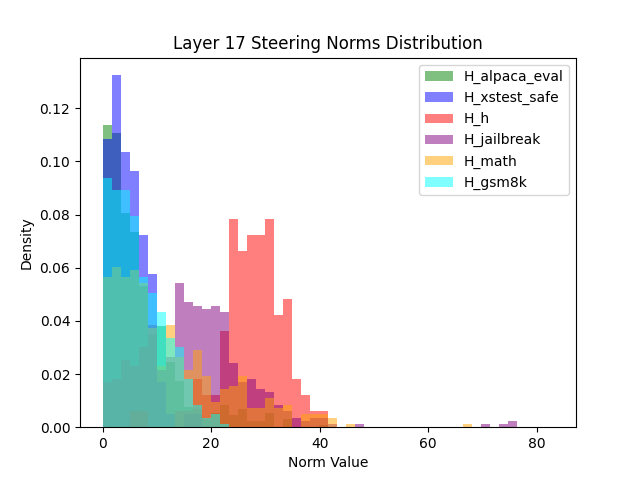 Layer 17 Steering Norms Distribution
H_alpaca_eval
H_xstest_safe
H_h
H_jailbreak
H_math
H_gsm8k
Density
0.12
0.10
0.08
0.06
0.04
0.02
0.00
0
20
40
60
80
Norm Value